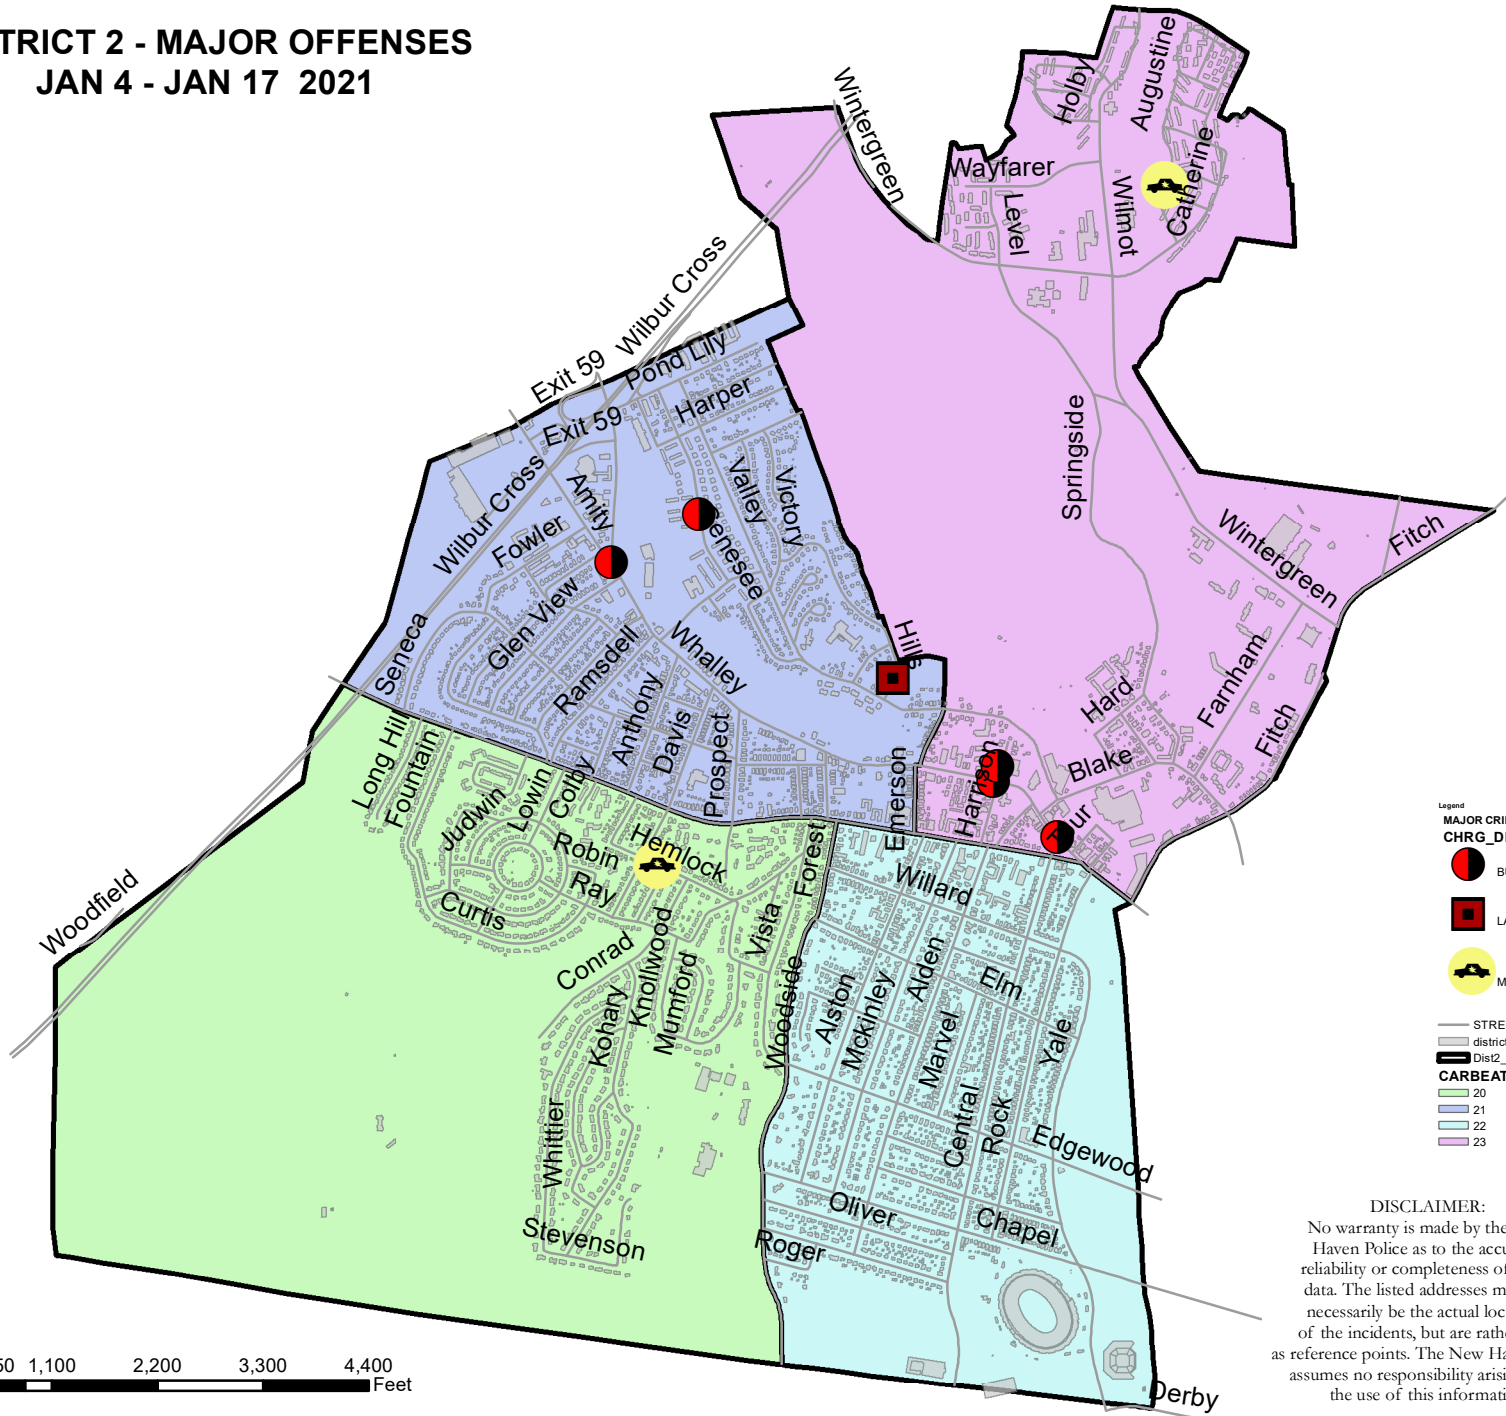 TRICT 2 - MAJOR OFFENSES
JAN 4 - JAN 17 2021
Wintergreen
Holby
Augustine
Wayfarer
Level
Wilmot
Catherine
Wilbur Cross
Exit 59
Pond Lily
Exit 59
Harper
Wilbur Cross
Amity
Fowler
Valley
Victory
Genesee
Springside
Wintergreen
Fitch
Glen View
Seneca
Ramsdell
Whalley
Hills
Anthony
Davis
Prospect
Hard
Farnham
Fitch
Blake
Emerson
Harrison
Long Hill
Fountain
Judwin
Lowin
Colby
Robin
Ray
Hemlock
Forest
Curtis
Woodfield
Conrad
Knollwood
Vista
Mumford
Kohary
Woodside
Willard
Alston
Mckinley
Alden
Elm
Marvel
Yale
Central
Rock
Edgewood
Whittier
Stevenson
Oliver
Roger
Chapel
Derby
50 1,100 2,200 3,300 4,400
Feet
Legend
MAJOR CRI
CHRG_D
BU
LA
M
STRE
district
Dist2_
CARBEAT
20
21
22
23
DISCLAIMER:
No warranty is made by the
Haven Police as to the accu
reliability or completeness of
data. The listed addresses m
necessarily be the actual loc
of the incidents, but are rath
as reference points. The New Ha
assumes no responsibility arisi
the use of this informati